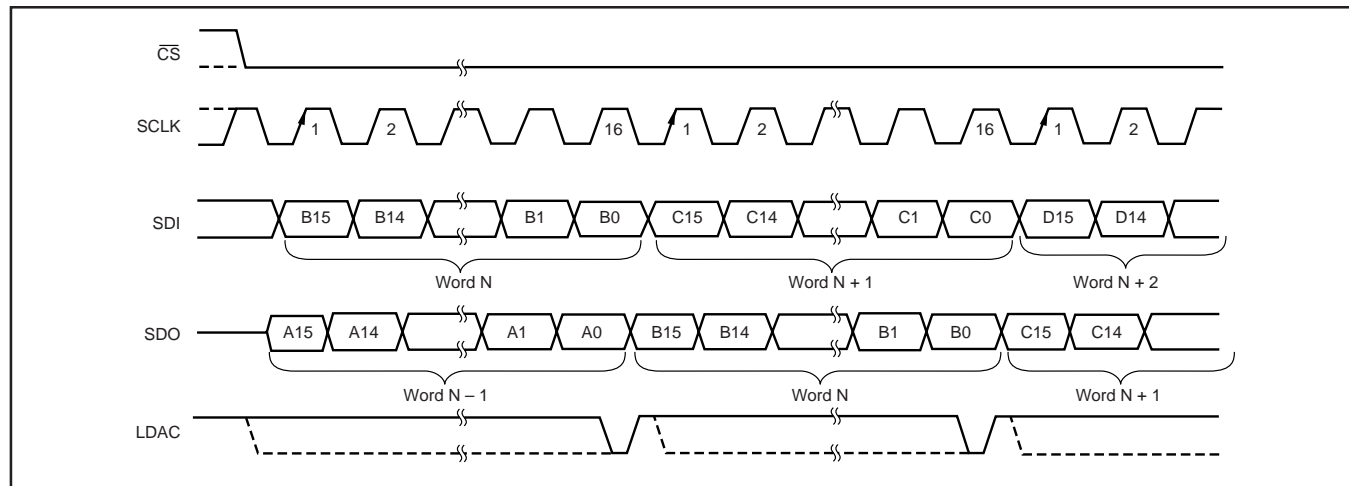 CS
SCLK
1 2 16 1 2 16 1 2
SDI
B15 B14 B1 B0 C15 C14 C1 C0 D15 D14
Word N Word N + 1 Word N + 2
SDO
A15 A14 A1 A0 B15 B14 B1 B0 C15 C14
Word N – 1 Word N Word N + 1
LDAC